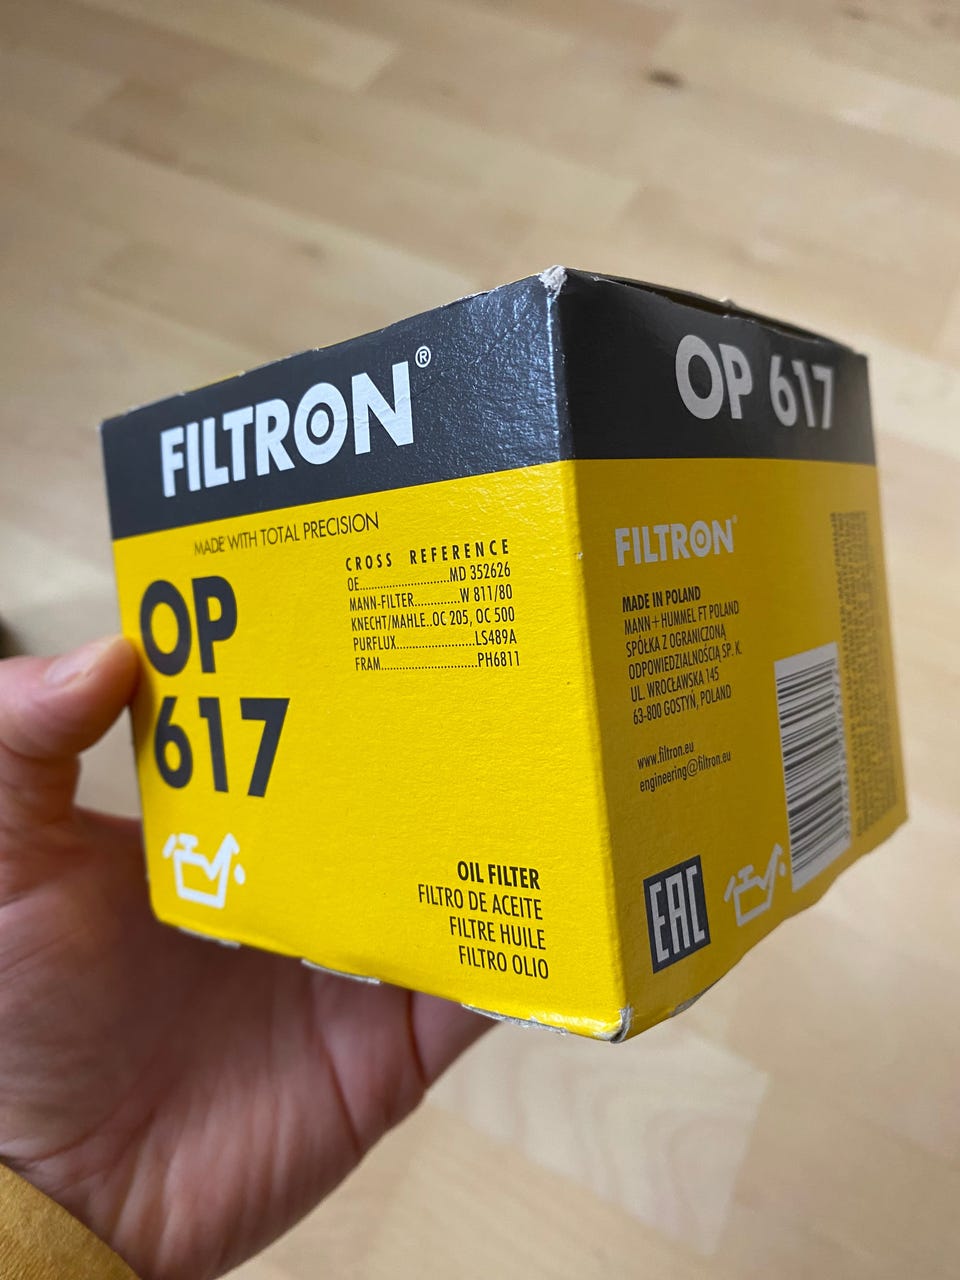 FILTRON®
MADE WITH TOTAL PRECISION
OP
617
CROSS REFERENCE
OE........................MD 352626
MANN-FILTER............W 811/80
KNECHT/MAHLE..OC 205, OC 500
PURFLUX.....................LS489A
FRAM..........................PH6811
OIL FILTER
FILTRO DE ACEITE
FILTRE HUILE
FILTRO OLIO
OP 617
FILTRON®
MADE IN POLAND
MANN+HUMMEL FT POLAND
SPÓŁKA Z OGRANICZONĄ
ODPOWIEDZIALNOŚCIĄ SP. K.
UL. WROCŁAWSKA 145
63-800 GOSTYŃ, POLAND
www.filtron.eu
engineering@filtron.eu
EAC